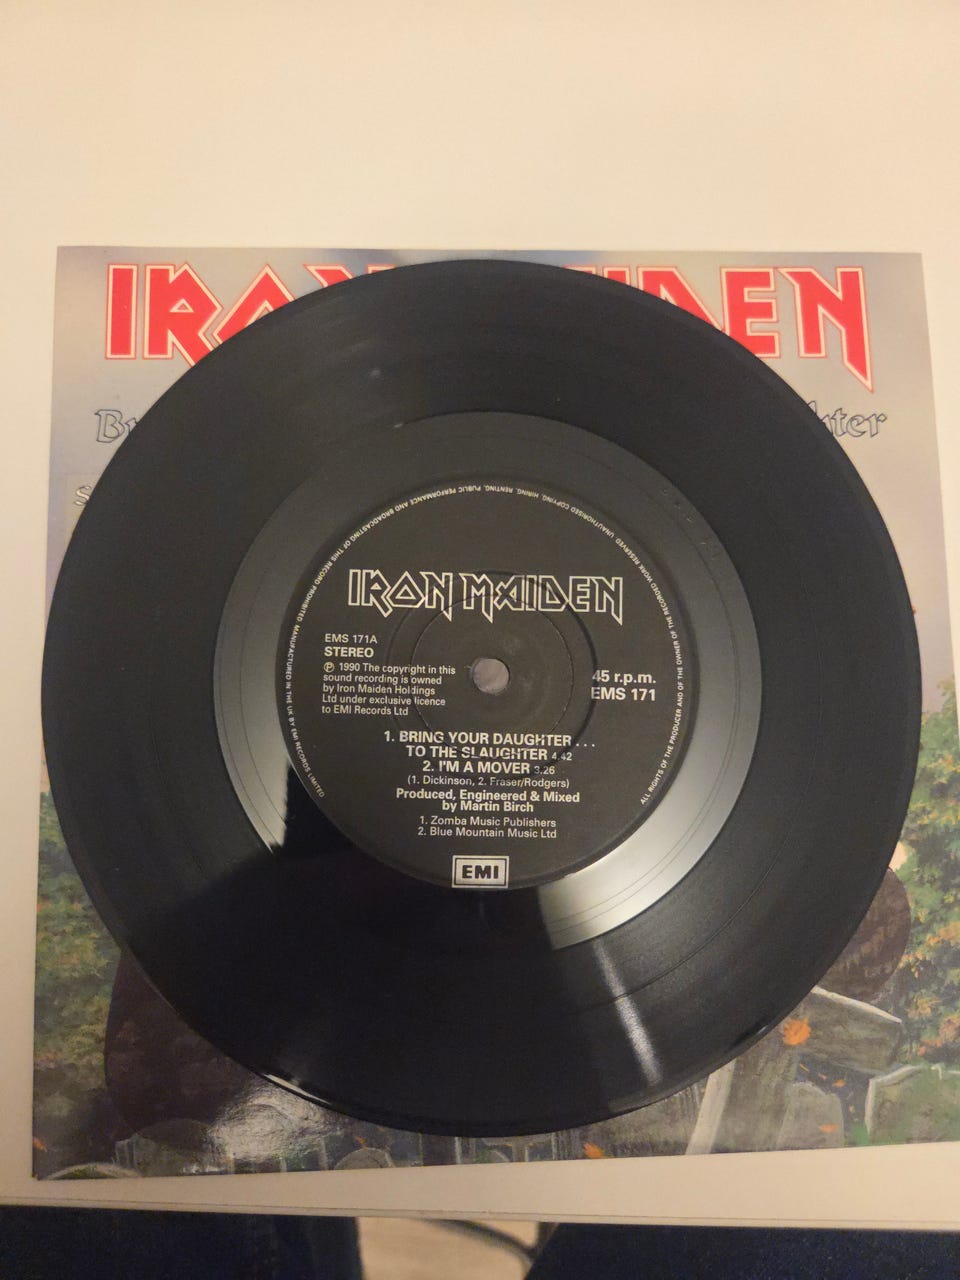 IRON MAIDEN
IRON MAIDEN
EMS 171A
STEREO
℗ 1990 The copyright in this
sound recording is owned
by Iron Maiden Holdings
Ltd under exclusive licence
to EMI Records Ltd
45 r.p.m.
EMS 171
1. BRING YOUR DAUGHTER . . .
TO THE SLAUGHTER 4.42
2. I'M A MOVER 3.26
(1. Dickinson, 2. Fraser/Rodgers)
Produced, Engineered & Mixed
by Martin Birch
1. Zomba Music Publishers
2. Blue Mountain Music Ltd
EMI
ALL RIGHTS OF THE PRODUCER AND OF THE OWNER OF THE RECORDED WORK RESERVED UNAUTHORISED COPYING, HIRING, RENTING, PUBLIC PERFORMANCE AND BROADCASTING OF THIS RECORD PROHIBITED MANUFACTURED IN THE UK BY EMI RECORDS LIMITED